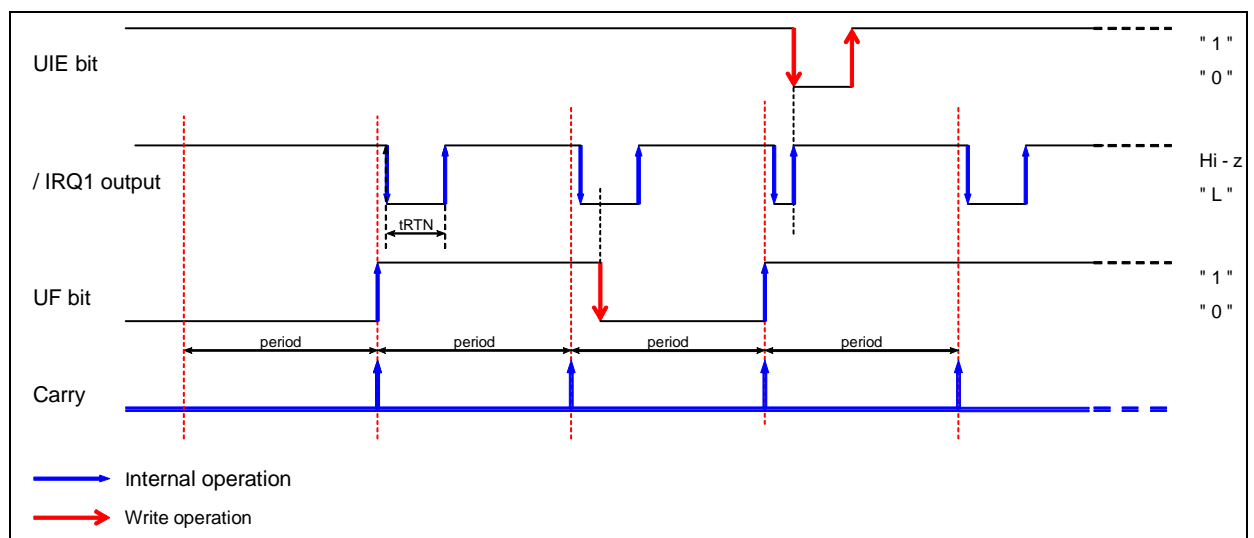 UIE bit
" 1 "
" 0 "
/ IRQ1 output
Hi - z
" L "
tRTN
UF bit
" 1 "
" 0 "
period period period period
Carry
Internal operation
Write operation